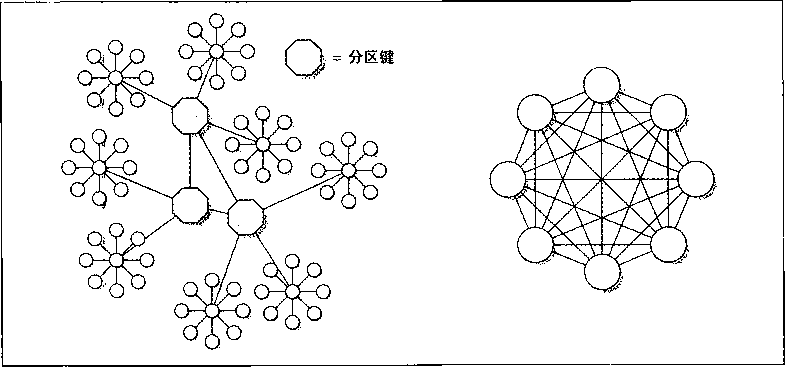 = 分区键